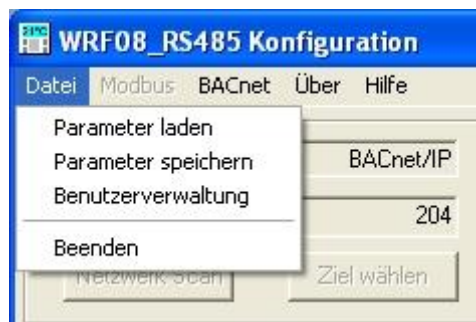 WRF08_RS485 Konfiguration
Datei Modbus BACnet Über Hilfe
Parameter laden
Parameter speichern BACnet/IP
Benutzerverwaltung
204
Beenden
Netzwerk Scan Ziel wählen